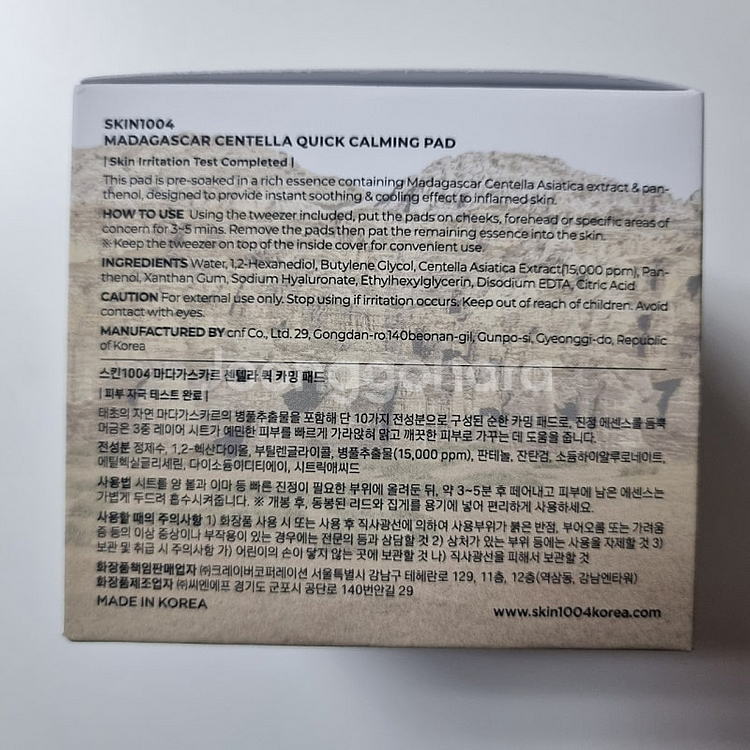 SKIN1004
MADAGASCAR CENTELLA QUICK CALMING PAD
| Skin Irritation Test Completed |
This pad is pre-soaked in a rich essence containing Madagascar Centella Asiatica extract & pan-
thenol, designed to provide instant soothing & cooling effect to inflamed skin.
HOW TO USE Using the tweezer included, put the pads on cheeks, forehead or specific areas of
concern for 3~5 mins. Remove the pads then pat the remaining essence into the skin.
※ Keep the tweezer on top of the inside cover for convenient use.
INGREDIENTS Water, 1,2-Hexanediol, Butylene Glycol, Centella Asiatica Extract(15,000 ppm), Pan-
thenol, Xanthan Gum, Sodium Hyaluronate, Ethylhexylglycerin, Disodium EDTA, Citric Acid
CAUTION For external use only. Stop using if irritation occurs. Keep out of reach of children. Avoid
contact with eyes.
MANUFACTURED BY cnf Co., Ltd. 29, Gongdan-ro 140beonan-gil, Gunpo-si, Gyeonggi-do, Republic
of Korea
스킨1004 마다가스카르 센텔라 퀵 카밍 패드
| 피부 자극 테스트 완료 |
태초의 자연 마다가스카르의 병풀추출물을 포함해 단 10가지 전성분으로 구성된 순한 카밍 패드로, 진정 에센스를 듬뿍
머금은 3중 레이어 시트가 예민한 피부를 빠르게 가라앉혀 맑고 깨끗한 피부로 가꾸는 데 도움을 줍니다.
전성분 정제수, 1,2-헥산다이올, 부틸렌글라이콜, 병풀추출물(15,000 ppm), 판테놀, 잔탄검, 소듐하이알루로네이트,
에틸헥실글리세린, 다이소듐이디티에이, 시트릭애씨드
사용법 시트를 양 볼과 이마 등 빠른 진정이 필요한 부위에 올려둔 뒤, 약 3~5분 후 떼어내고 피부에 남은 에센스는
가볍게 두드려 흡수시켜줍니다. ※ 개봉 후, 동봉된 리드와 집게를 용기에 넣어 편리하게 사용하세요.
사용할 때의 주의사항 1) 화장품 사용 시 또는 사용 후 직사광선에 의하여 사용부위가 붉은 반점, 부어오름 또는 가려움
증 등의 이상 증상이나 부작용이 있는 경우에는 전문의 등과 상담할 것 2) 상처가 있는 부위 등에는 사용을 자제할 것 3)
보관 및 취급 시 주의사항 가) 어린이의 손이 닿지 않는 곳에 보관할 것 나) 직사광선을 피해서 보관할 것
화장품책임판매업자 ㈜크레이버코퍼레이션 서울특별시 강남구 테헤란로 129, 11층, 12층(역삼동, 강남엔타워)
화장품제조업자 ㈜씨엔에프 경기도 군포시 공단로 140번안길 29
MADE IN KOREA
www.skin1004korea.com